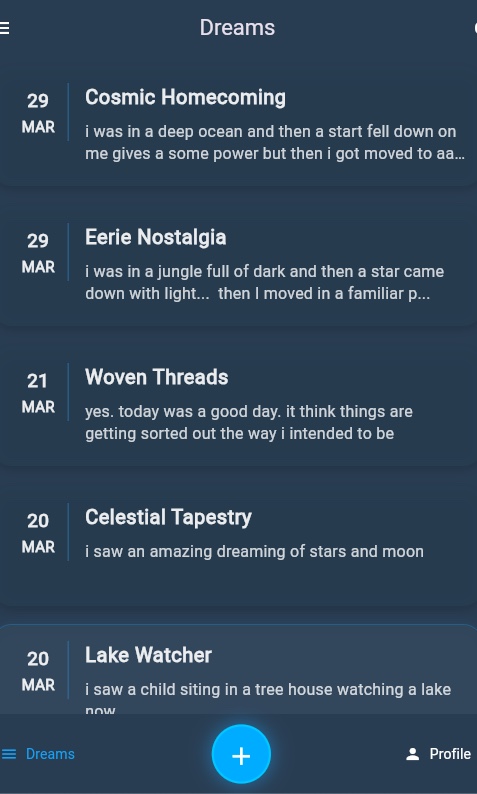 Dreams
29
MAR
Cosmic Homecoming
i was in a deep ocean and then a start fell down on
me gives a some power but then i got moved to aa...
29
MAR
Eerie Nostalgia
i was in a jungle full of dark and then a star came
down with light...  then I moved in a familiar p...
21
MAR
Woven Threads
yes. today was a good day. it think things are
getting sorted out the way i intended to be
20
MAR
Celestial Tapestry
i saw an amazing dreaming of stars and moon
20
MAR
Lake Watcher
i saw a child siting in a tree house watching a lake
now
Dreams
Profile